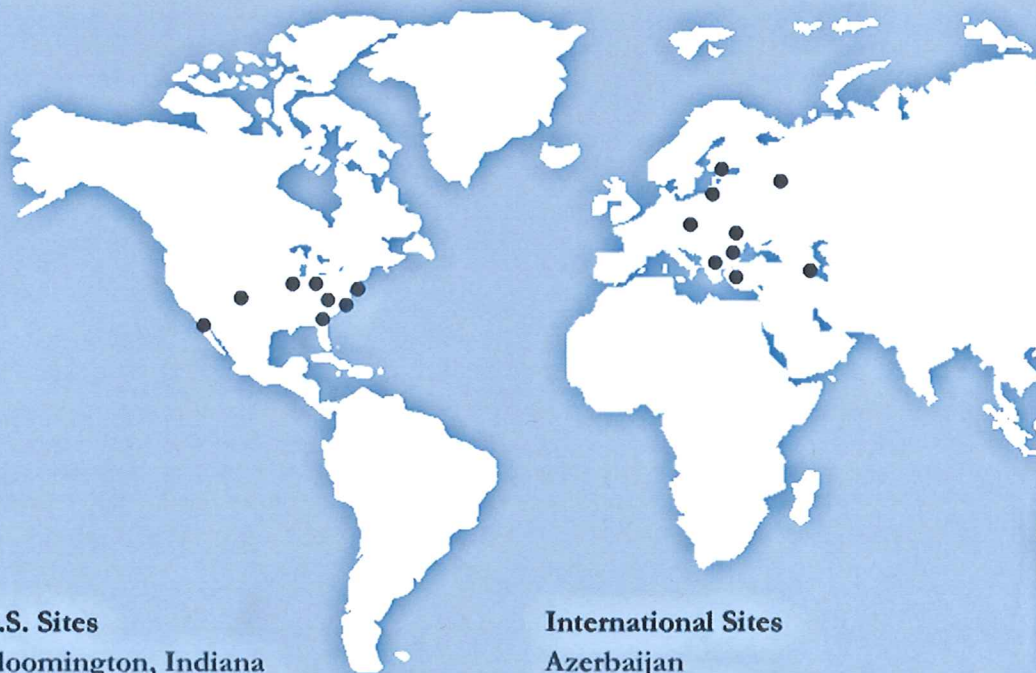 .S. Sites
loomington, Indiana
International Sites
Azerbaijan